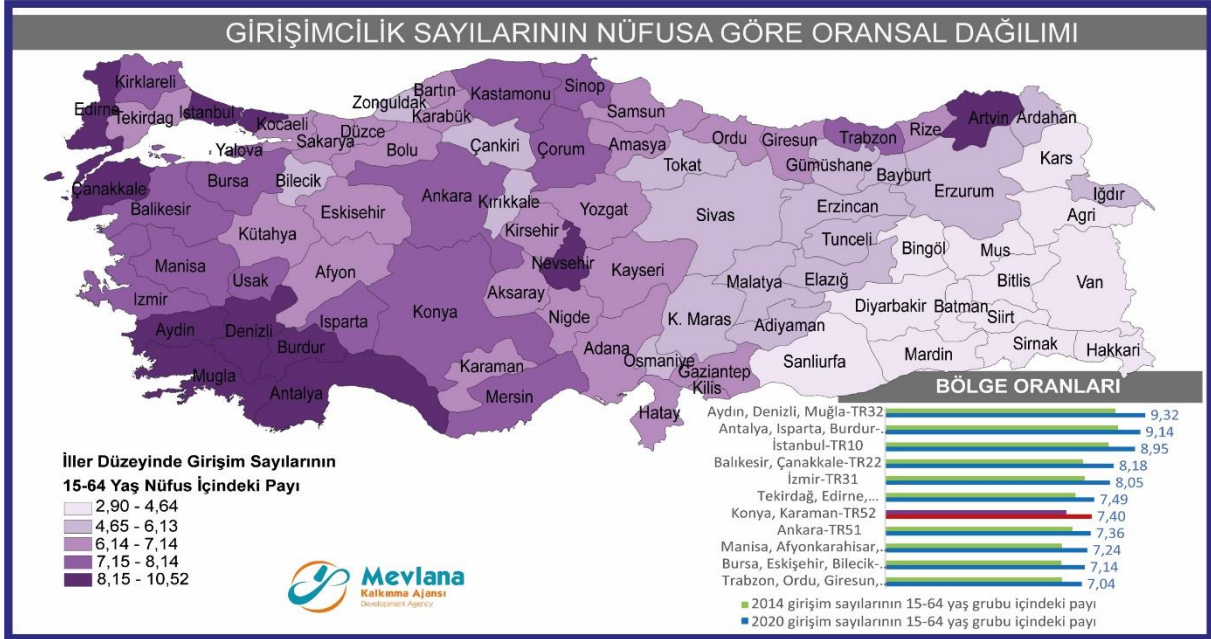 GİRİŞİMCİLİK SAYILARININ NÜFUSA GÖRE ORANSAL DAĞILIMI
Kirklareli
Edirne
Tekirdag
Istanbul
Kocaeli
Yalova
Sakarya
Düzce
Bolu
Zonguldak
Bartın
Karabük
Kastamonu
Sinop
Samsun
Çankiri
Çorum
Amasya
Ordu
Giresun
Trabzon
Rize
Artvin
Ardahan
Kars
Gümüshane
Bayburt
Erzurum
Iğdır
Agri
Çanakkale
Balikesir
Bursa
Bilecik
Eskisehir
Kütahya
Ankara
Kırıkkale
Kirsehir
Yozgat
Tokat
Sivas
Erzincan
Tunceli
Bingöl
Mus
Bitlis
Van
Manisa
Usak
Afyon
Izmir
Aydin
Denizli
Burdur
Isparta
Mugla
Antalya
Konya
Karaman
Mersin
Aksaray
Nevsehir
Nigde
Kayseri
Adana
K. Maras
Malatya
Elazığ
Adiyaman
Diyarbakir
Batman
Siirt
Sirnak
Hakkari
Mardin
Sanliurfa
Osmaniye
Gaziantep
Kilis
Hatay
İller Düzeyinde Girişim Sayılarının
15-64 Yaş Nüfus İçindeki Payı
2,90 - 4,64
4,65 - 6,13
6,14 - 7,14
7,15 - 8,14
8,15 - 10,52
Mevlana
Kalkınma Ajansı
Development Agency
BÖLGE ORANLARI
Aydın, Denizli, Muğla-TR32 9,32
Antalya, Isparta, Burdur-.. 9,14
İstanbul-TR10 8,95
Balıkesir, Çanakkale-TR22 8,18
İzmir-TR31 8,05
Tekirdağ, Edirne,... 7,49
Konya, Karaman-TR52 7,40
Ankara-TR51 7,36
Manisa, Afyonkarahisar,.. 7,24
Bursa, Eskişehir, Bilecik-.. 7,14
Trabzon, Ordu, Giresun,.. 7,04
2014 girişim sayılarının 15-64 yaş grubu içindeki payı
2020 girişim sayılarının 15-64 yaş grubu içindeki payı